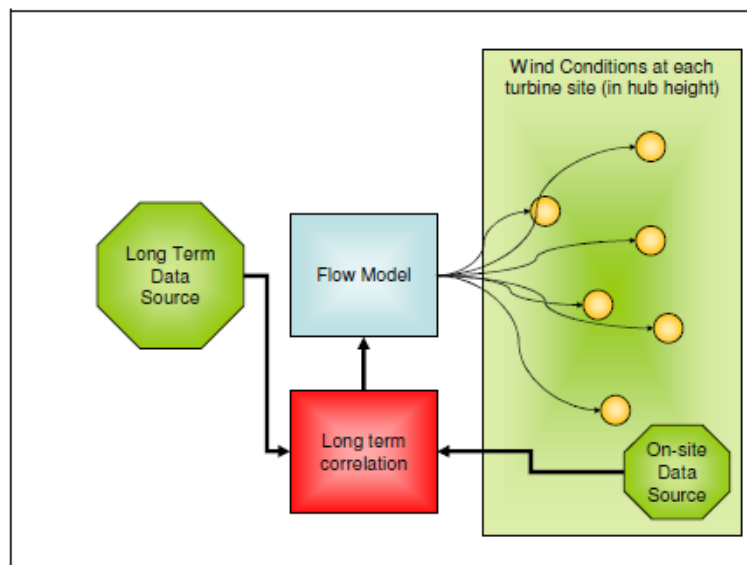 Wind Conditions at each
turbine site (in hub height)
Long Term
Data
Source
Flow Model
Long term
correlation
On-site
Data
Source